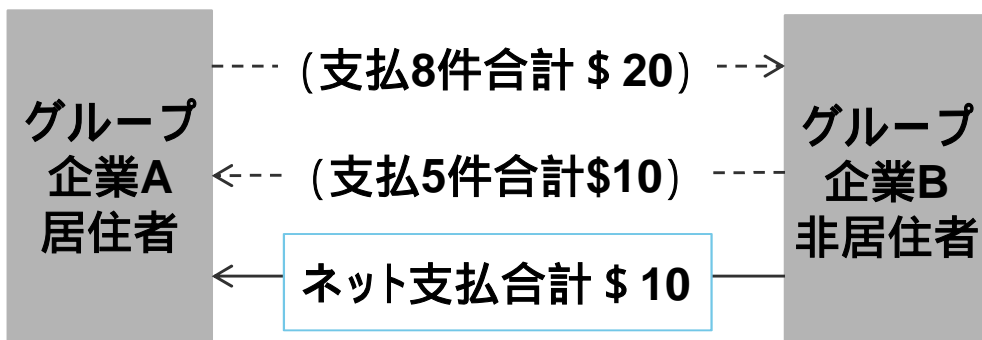 グループ
企業A
居住者
(支払8件合計＄20)
(支払5件合計$10)
ネット支払合計＄10
グループ
企業B
非居住者